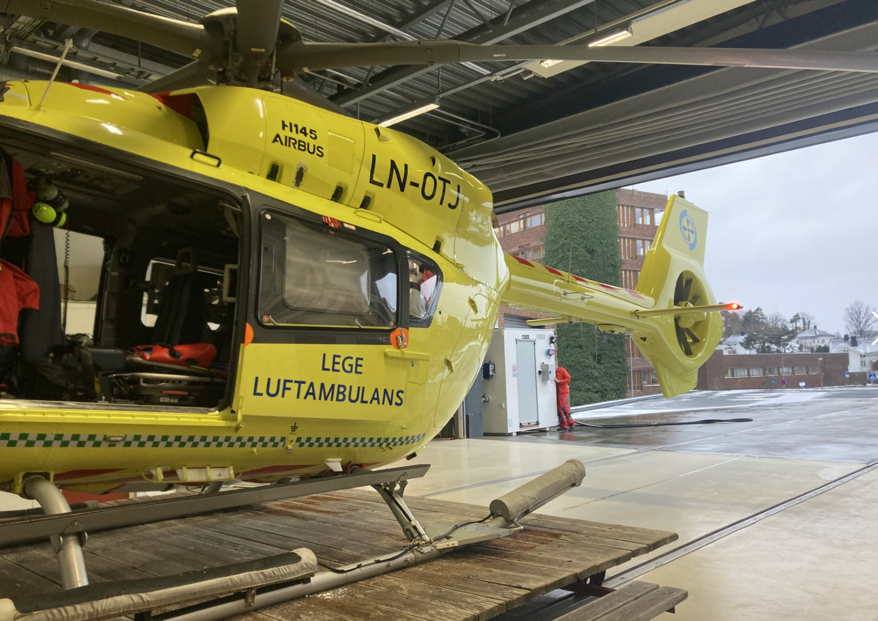 H145
AIRBUS
LN-OTJ
LEGE
LUFTAMBULANS